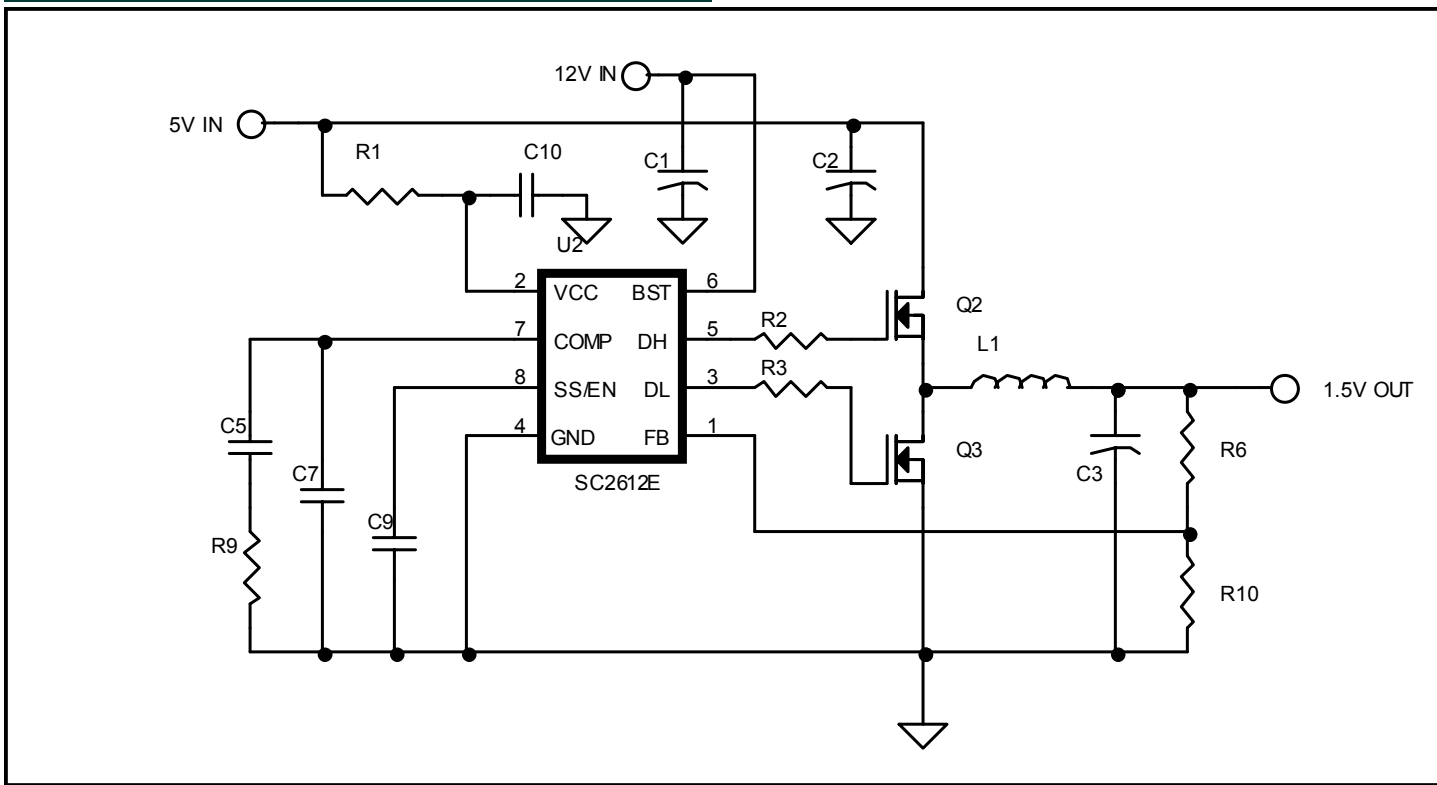 12V IN
5V IN
R1
C10
C1
C2
U2
2
VCC
BST
6
Q2
7
COMP
DH
5
R2
L1
8
SS/EN
DL
3
R3
1.5V OUT
C5
4
GND
FB
1
Q3
R6
C7
SC2612E
C3
C9
R9
R10